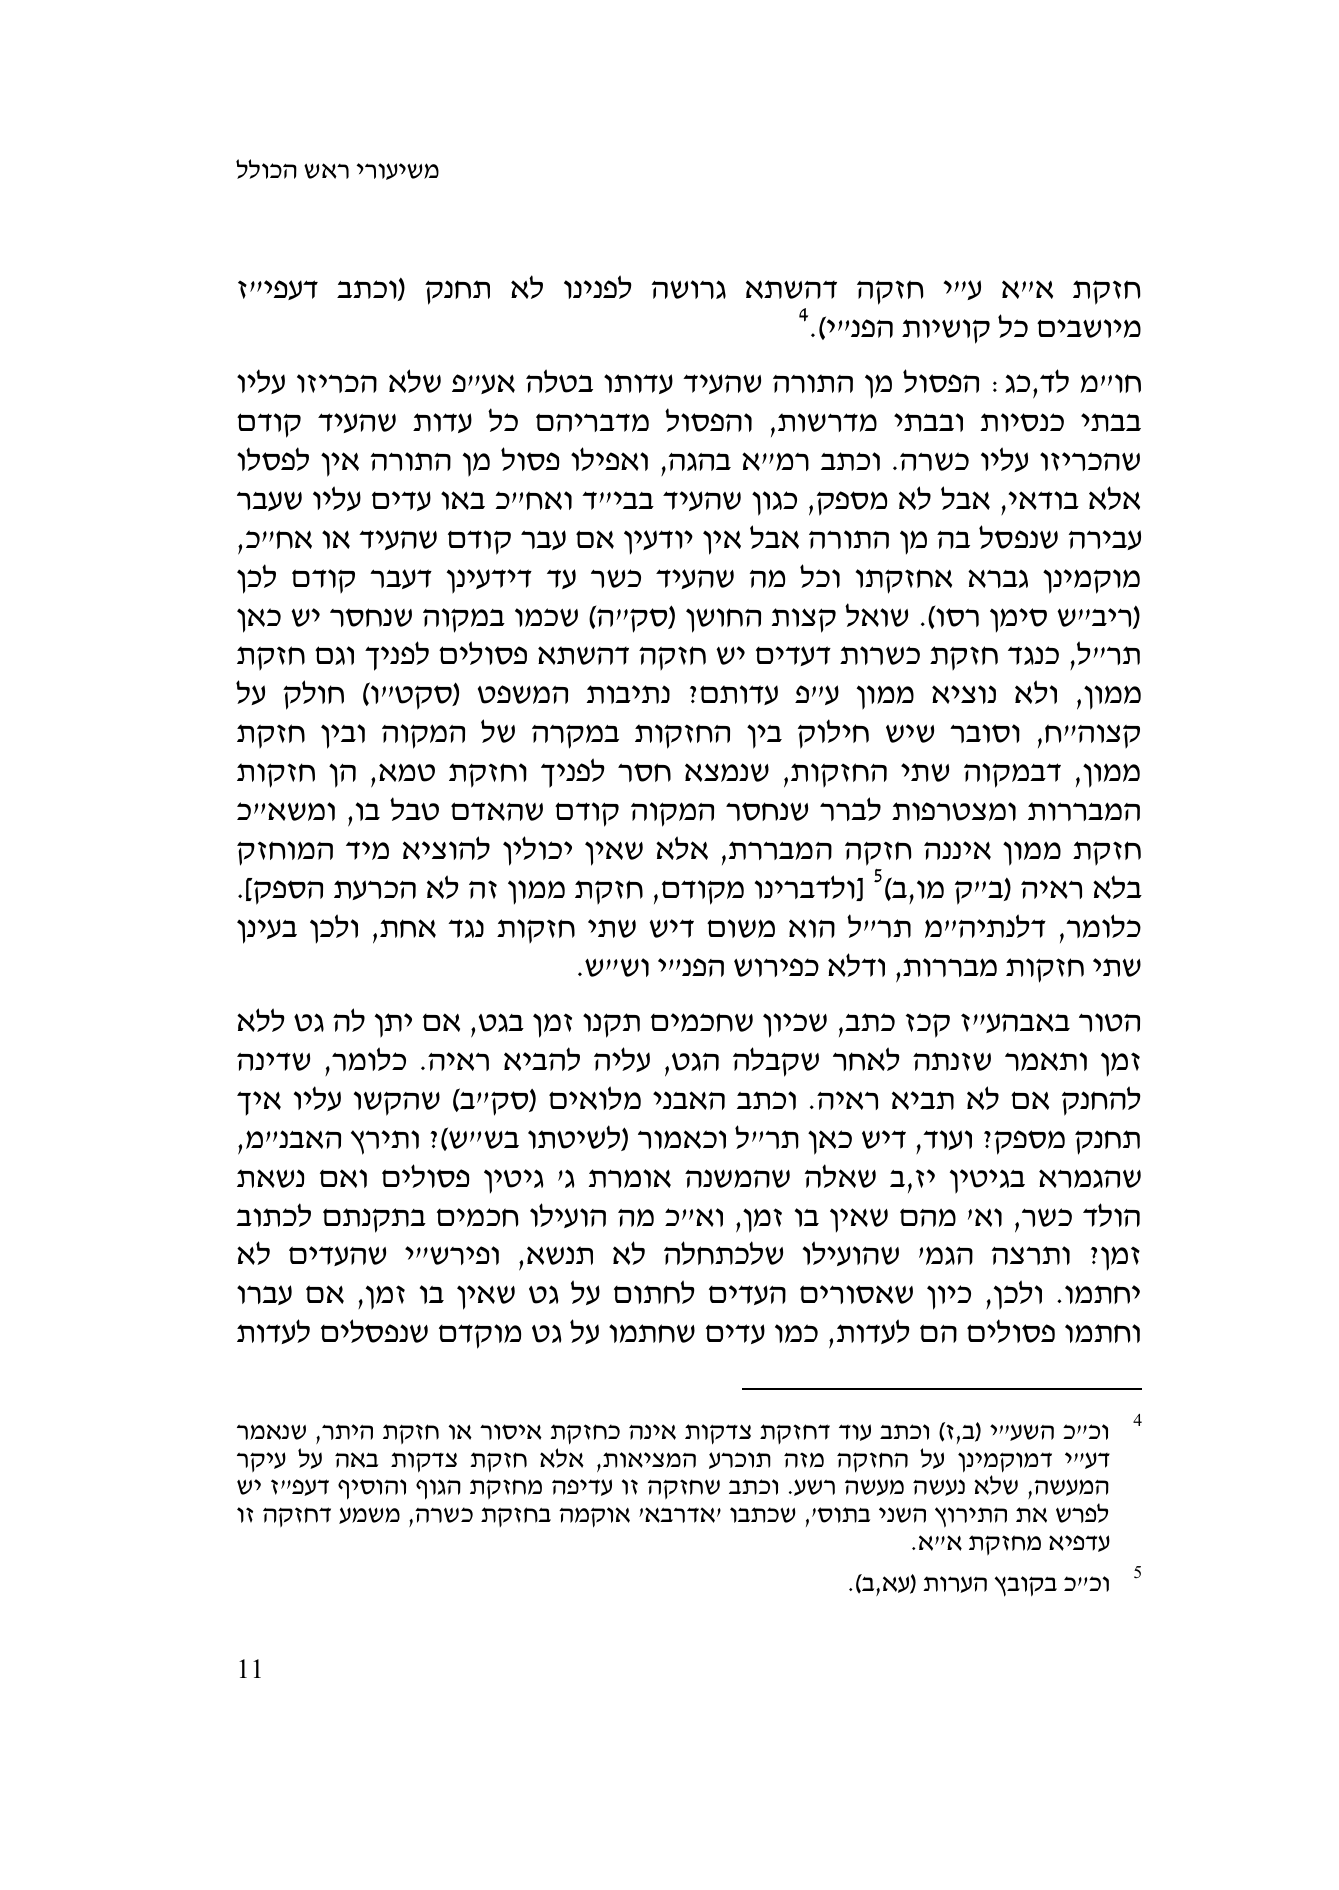 משיעורי ראש הכולל
חזקת א״א ע״י חזקה דהשתא גרושה לפנינו לא תחנק (וכתב דעפי״ז
מיושבים כל קושיות הפנ״י).4
חו״מ לד,כג: הפסול מן התורה שהעיד עדותו בטלה אע״פ שלא הכריזו עליו
בבתי כנסיות ובבתי מדרשות, והפסול מדבריהם כל עדות שהעיד קודם
שהכריזו עליו כשרה. וכתב רמ״א בהגה, ואפילו פסול מן התורה אין לפסלו
אלא בודאי, אבל לא מספק, כגון שהעיד בבי״ד ואח״כ באו עדים עליו שעבר
עבירה שנפסל בה מן התורה אבל אין יודעין אם עבר קודם שהעיד או אח״כ,
מוקמינן גברא אחזקתו וכל מה שהעיד כשר עד דידעינן דעבר קודם לכן
(ריב״ש סימן רסו). שואל קצות החושן (סק״ה) שכמו במקוה שנחסר יש כאן
תר״ל, כנגד חזקת כשרות דעדים יש חזקה דהשתא פסולים לפניך וגם חזקת
ממון, ולא נוציא ממון ע״פ עדותם? נתיבות המשפט (סקט״ו) חולק על
קצוה״ח, וסובר שיש חילוק בין החזקות במקרה של המקוה ובין חזקת
ממון, דבמקוה שתי החזקות, שנמצא חסר לפניך וחזקת טמא, הן חזקות
המבררות ומצטרפות לברר שנחסר המקוה קודם שהאדם טבל בו, ומשא״כ
חזקת ממון איננה חזקה המבררת, אלא שאין יכולין להוציא מיד המוחזק
בלא ראיה (ב״ק מו,ב)5 [ולדברינו מקודם, חזקת ממון זה לא הכרעת הספק].
כלומר, דלנתיה״מ תר״ל הוא משום דיש שתי חזקות נגד אחת, ולכן בעינן
שתי חזקות מבררות, ודלא כפירוש הפנ״י וש״ש.
הטור באבהע״ז קכז כתב, שכיון שחכמים תקנו זמן בגט, אם יתן לה גט ללא
זמן ותאמר שזנתה לאחר שקבלה הגט, עליה להביא ראיה. כלומר, שדינה
להחנק אם לא תביא ראיה. וכתב האבני מלואים (סק״ב) שהקשו עליו איך
תחנק מספק? ועוד, דיש כאן תר״ל וכאמור (לשיטתו בש״ש)? ותירץ האבנ״מ,
שהגמרא בגיטין יז,ב שאלה שהמשנה אומרת ג׳ גיטין פסולים ואם נשאת
הולד כשר, וא׳ מהם שאין בו זמן, וא״כ מה הועילו חכמים בתקנתם לכתוב
זמן? ותרצה הגמ׳ שהועילו שלכתחלה לא תנשא, ופירש״י שהעדים לא
יחתמו. ולכן, כיון שאסורים העדים לחתום על גט שאין בו זמן, אם עברו
וחתמו פסולים הם לעדות, כמו עדים שחתמו על גט מוקדם שנפסלים לעדות
4 וכ״כ השע״י (ב,ז) וכתב עוד דחזקת צדקות אינה כחזקת איסור או חזקת היתר, שנאמר
דע״י דמוקמינן על החזקה מזה תוכרע המציאות, אלא חזקת צדקות באה על עיקר
המעשה, שלא נעשה מעשה רשע. וכתב שחזקה זו עדיפה מחזקת הגוף והוסיף דעפ״ז יש
לפרש את התירוץ השני בתוס׳, שכתבו ׳אדרבא׳ אוקמה בחזקת כשרה, משמע דחזקה זו
עדפיא מחזקת א״א.
5 וכ״כ בקובץ הערות (עא,ב).
11